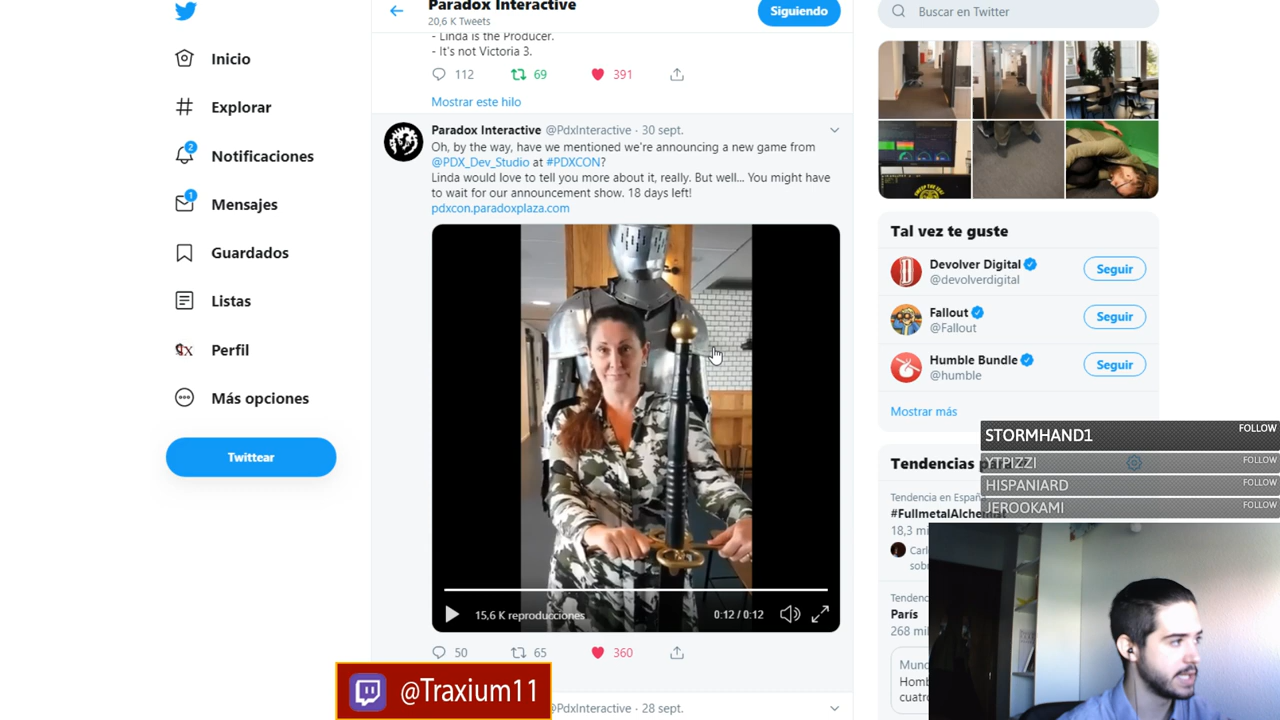 Paradox Interactive
20,6 K Tweets
Siguiendo
Buscar en Twitter
Inicio
Explorar
2
Notificaciones
1
Mensajes
Guardados
Listas
Perfil
Más opciones
Twittear
- Linda is the Producer.
- It's not Victoria 3.
112 69 391
Mostrar este hilo
Paradox Interactive @PdxInteractive · 30 sept.
Oh, by the way, have we mentioned we're announcing a new game from
@PDX_Dev_Studio at #PDXCON?
Linda would love to tell you more about it, really. But well... You might have
to wait for our announcement show. 18 days left!
pdxcon.paradoxplaza.com
15,6 K reproducciones
0:12 / 0:12
50 65 360
@PdxInteractive · 28 sept.
@Traxium11
Tal vez te guste
Devolver Digital
@devolverdigital
Seguir
Fallout
@Fallout
Seguir
Humble Bundle
@humble
Seguir
Mostrar más
STORMHAND1 FOLLOW
Tendencias
YTPIZZI FOLLOW
HISPANIARD FOLLOW
JEROOKAMI FOLLOW
Tendencia en Españ
#FullmetalAlche
18,3 mi
Carl
sobr
Tendenc
París
268 mil
Mund
Homb
cuatro